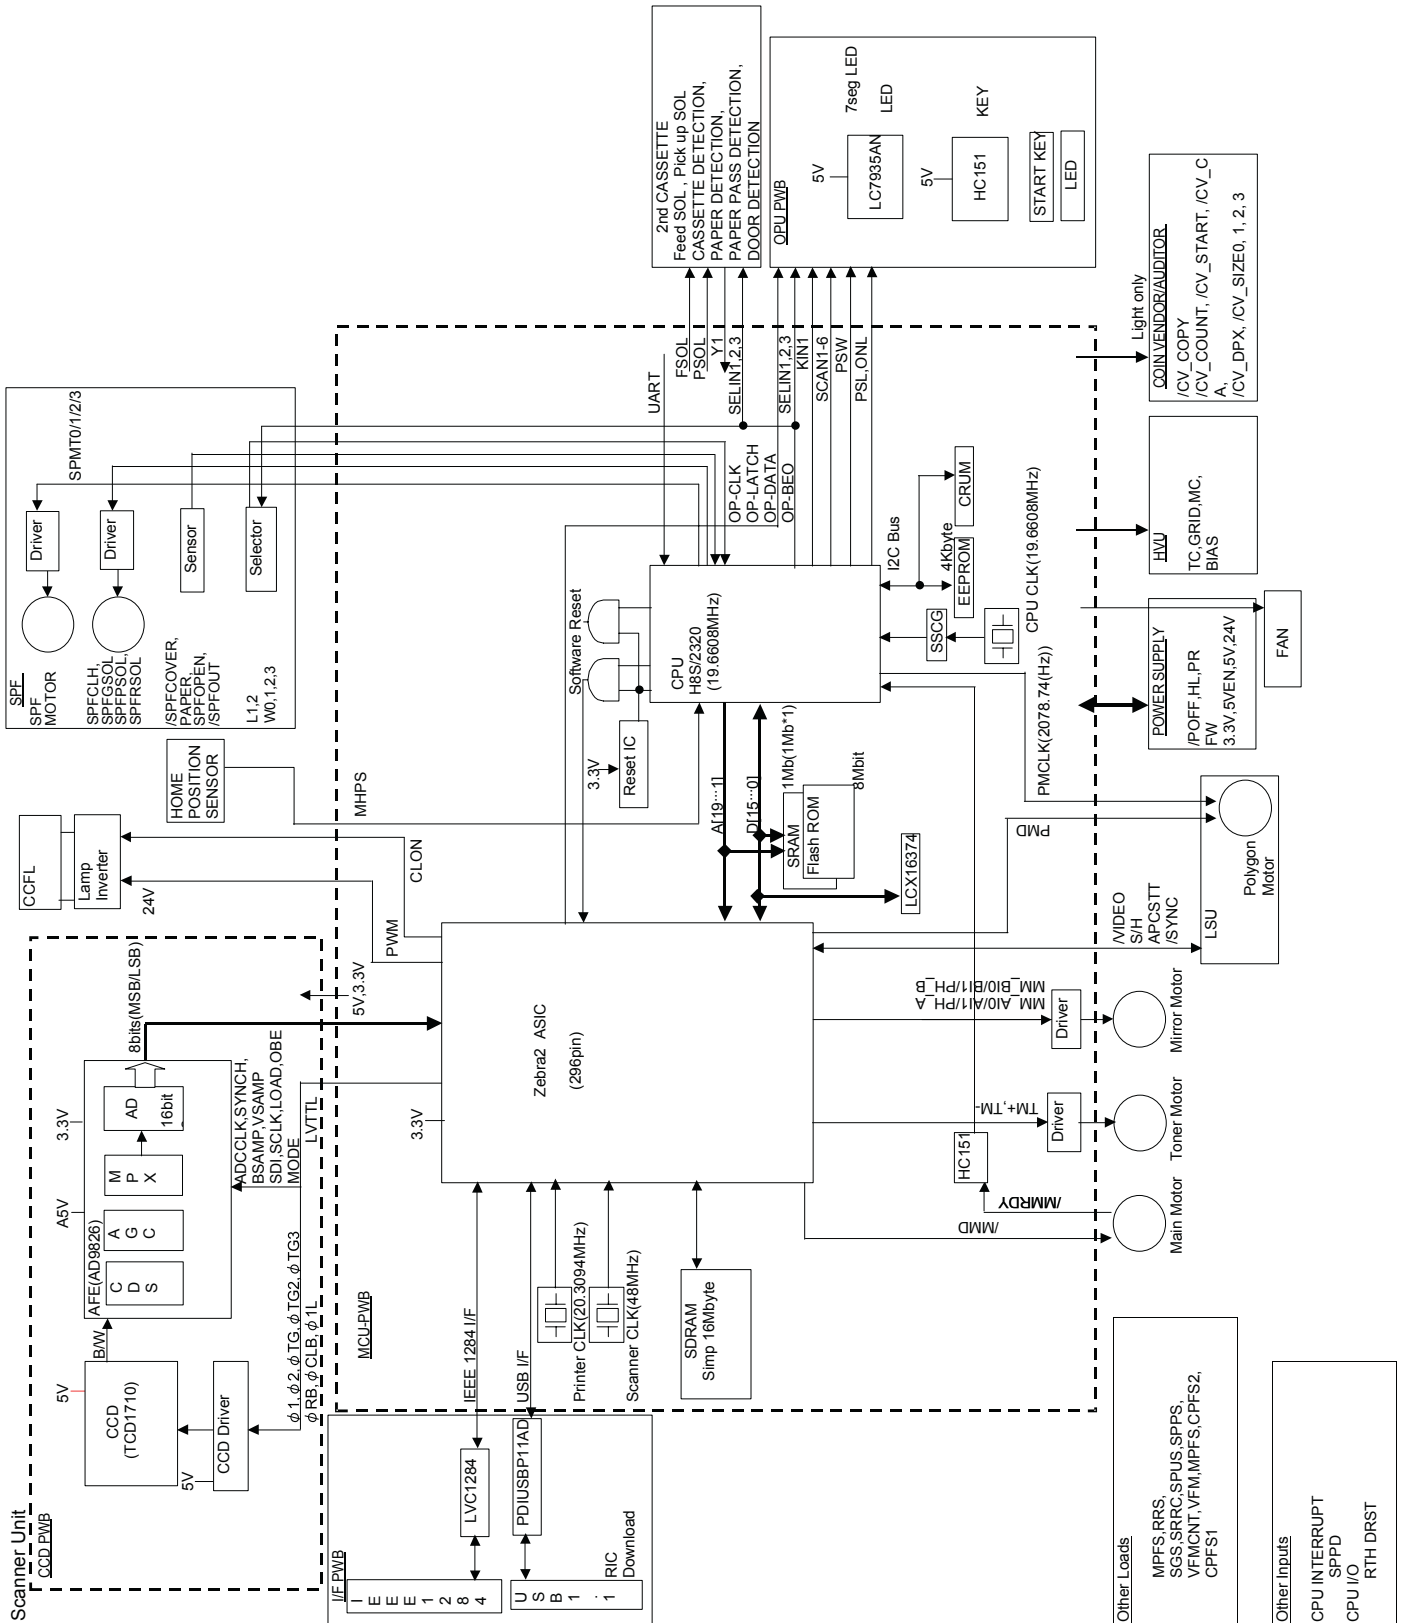 Scanner Unit
CCD PWB
5V
CCD
(TCD1710)
5V
CCD Driver
B/W
AFE(AD9826)
C
D
S
A
G
C
M
P
X
AD
16bit
A5V
3.3V
8bits(MSB/LSB)
ADCCLK,SYNCH,
BSAMP,VSAMP
SDI,SCLK,LOAD,OBE
MODE
LVTTL
φ1,φ2,φTG,φTG2,φTG3
φRB,φCLB,φ1L
5V,3.3V
CCFL
Lamp
Inverter
24V
PWM
CLON
HOME
POSITION
SENSOR
MHPS
SPF
SPF
MOTOR
SPFCLH,
SPFGSOL
SPFPSOL,
SPFRSOL
/SPFCOVER,
PAPER,
SPFOPEN,
/SPFOUT
L1,2
W0,1,2,3
Driver
Driver
Sensor
Selector
SPMT0/1/2/3
I/F PWB
I
E
E
E
1
2
8
4
LVC1284
U
S
B
1
.
1
PDIUSBP11AD
RIC
Download
MCU-PWB
IEEE 1284 I/F
USB I/F
Printer CLK(20.3094MHz)
Scanner CLK(48MHz)
SDRAM
Simp 16Mbyte
3.3V
Zebra2 ASIC
(296pin)
3.3V
Reset IC
Software Reset
CPU
H8S/2320
(19.6608MHz)
A[19···1]
D[15···0]
SRAM
Flash ROM
1Mb(1Mb*1)
8Mbit
LCX16374
UART
OP-CLK
OP-LATCH
OP-DATA
OP-BEO
FSOL
PSOL
Y1
SELIN1,2,3
SELIN1,2,3
KIN1
SCAN1-6
PSW
PSL,ONL
I2C Bus
4Kbyte
EEPROM
CRUM
SSCG
CPU CLK(19.6608MHz)
PMCLK(2078.74(Hz))
PMD
2nd CASSETTE
Feed SOL , Pick up SOL
CASSETTE DETECTION,
PAPER DETECTION,
PAPER PASS DETECTION,
DOOR DETECTION
OPU PWB
5V
LC7935AN
7seg LED
LED
5V
HC151
KEY
START KEY
LED
HC151
/MMD
/MMRDY
Main Motor
TM+,TM-
Driver
Toner Motor
MM_AI0/AI1/PH_A
MM_BI0/BI1/PH_B
Driver
Mirror Motor
/VIDEO
S/H
APCSTT
/SYNC
LSU
Polygon
Motor
POWER SUPPLY
/POFF,HL,PR
FW
3.3V,5VEN,5V,24V
FAN
HVU
TC,GRID,MC,
BIAS
Light only
COIN VENDOR/AUDITOR
/CV_COPY
/CV_COUNT, /CV_START, /CV_C
A,
/CV_DPX, /CV_SIZE0, 1, 2, 3
Other Loads
MPFS,RRS,
SGS,SRRC,SPUS,SPPS,
VFMCNT,VFM,MPFS,CPFS2,
CPFS1
Other Inputs
CPU INTERRUPT
SPPD
CPU I/O
RTH DRST